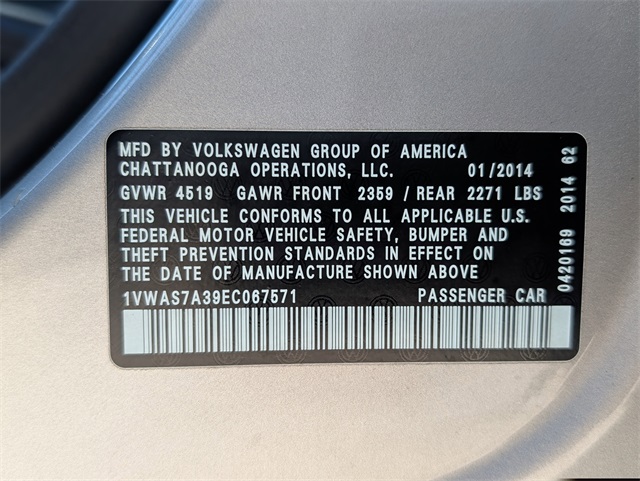 MFD BY VOLKSWAGEN GROUP OF AMERICA
CHATTANOOGA OPERATIONS, LLC. 01/2014
GVWR 4519 GAWR FRONT 2359 / REAR 2271 LBS
THIS VEHICLE CONFORMS TO ALL APPLICABLE U.S.
FEDERAL MOTOR VEHICLE SAFETY, BUMPER AND
THEFT PREVENTION STANDARDS IN EFFECT ON
THE DATE OF MANUFACTURE SHOWN ABOVE
1VWAS7A39EC067571 PASSENGER CAR
0420169 2014 62